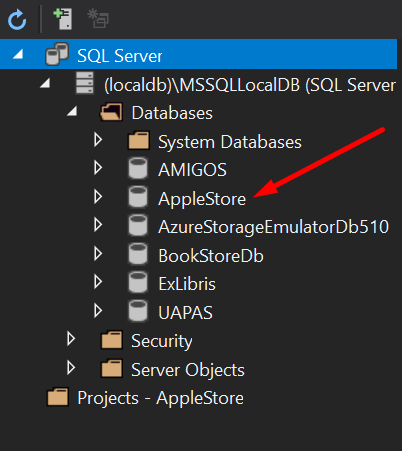 SQL Server
(localdb)\MSSQLLocalDB (SQL Server
Databases
System Databases
AMIGOS
AppleStore
AzureStorageEmulatorDb510
BookStoreDb
ExLibris
UAPAS
Security
Server Objects
Projects - AppleStore